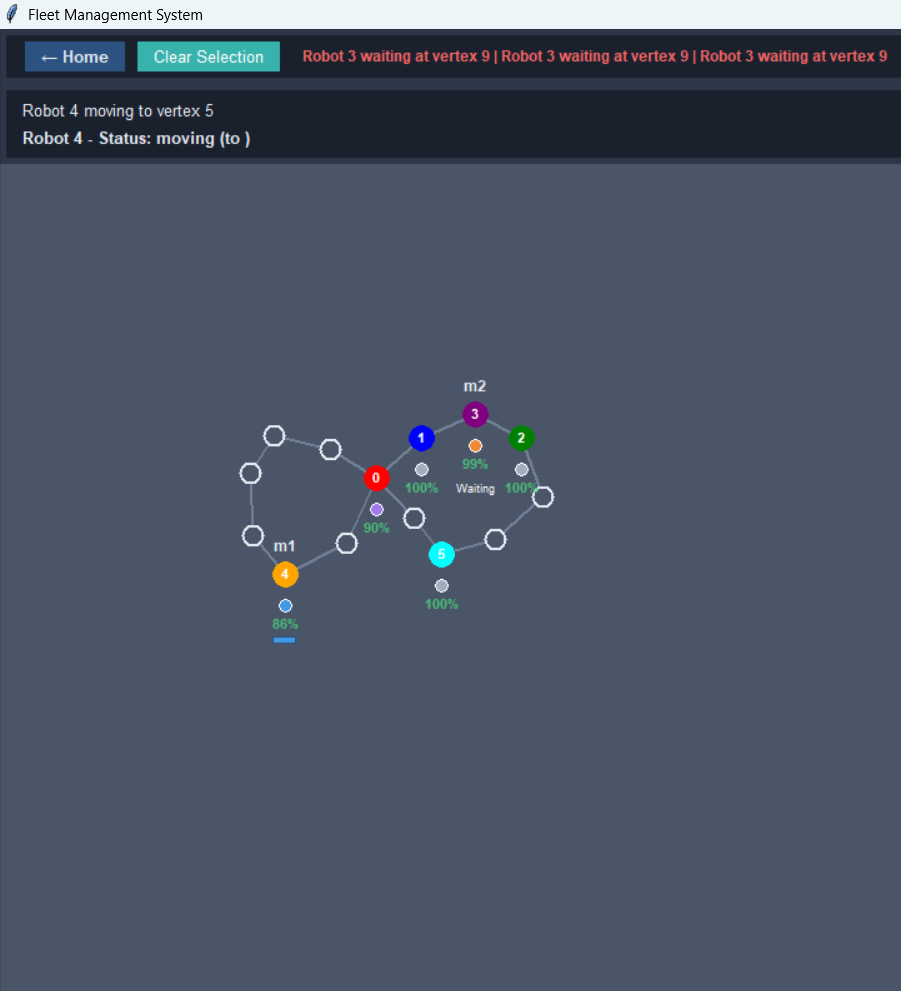 Fleet Management System
← Home Clear Selection Robot 3 waiting at vertex 9 | Robot 3 waiting at vertex 9 | Robot 3 waiting at vertex 9
Robot 4 moving to vertex 5
Robot 4 - Status: moving (to )
m2
3
1
2
99%
0
100%
Waiting
100%
90%
m1
5
4
100%
86%